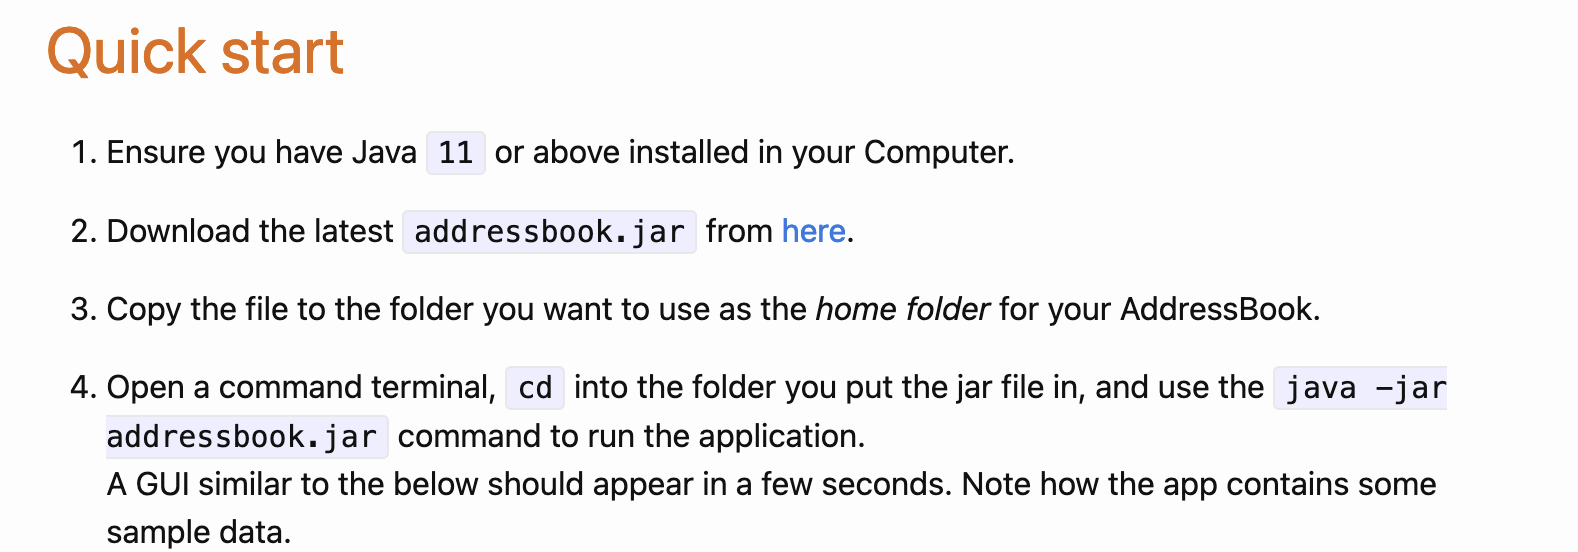 Quick start
1. Ensure you have Java 11 or above installed in your Computer.
2. Download the latest addressbook.jar from here.
3. Copy the file to the folder you want to use as the home folder for your AddressBook.
4. Open a command terminal, cd into the folder you put the jar file in, and use the java -jar
addressbook.jar command to run the application.
A GUI similar to the below should appear in a few seconds. Note how the app contains some
sample data.